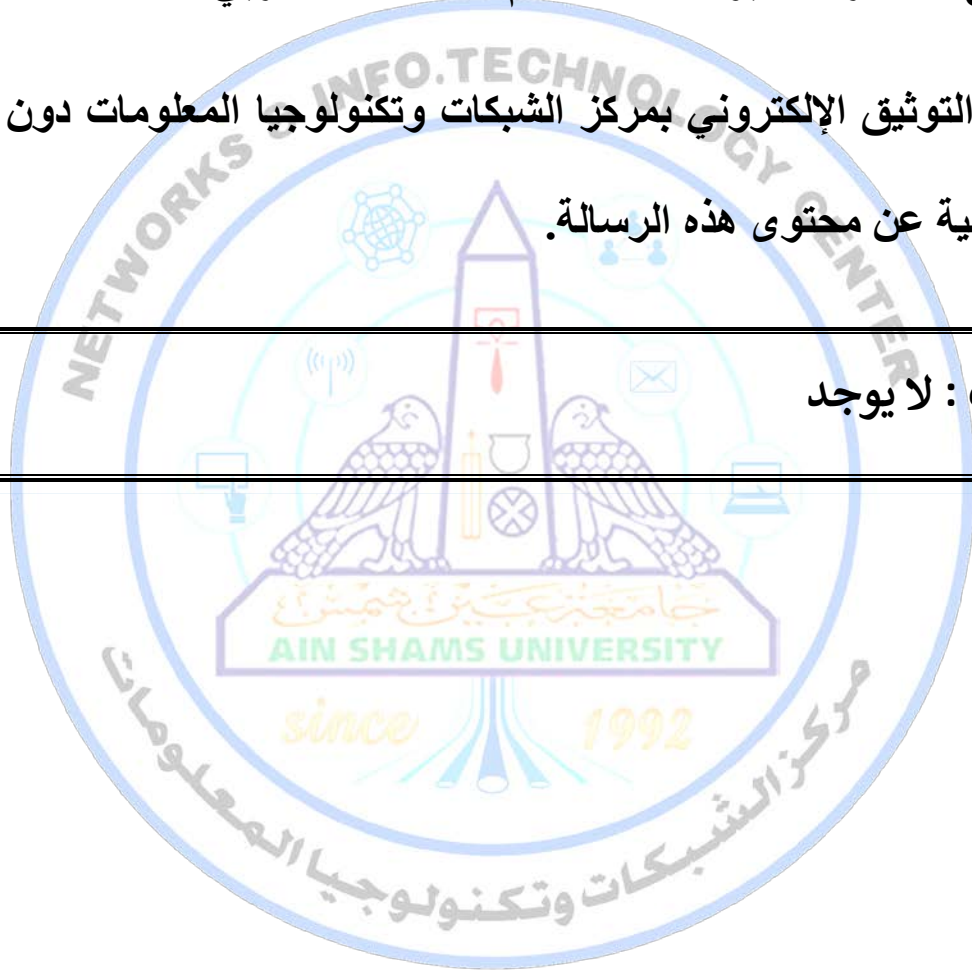 التوثيق الإلكتروني بمركز الشبكات وتكنولوجيا المعلومات دون
عن محتوى هذه الرسالة.
: لا يوجد
NETWORKS & INFO.TECHNOLOGY CENTER
جامعة عين شمس
AIN SHAMS UNIVERSITY
since 1992
مركز الشبكات وتكنولوجيا المعلومات